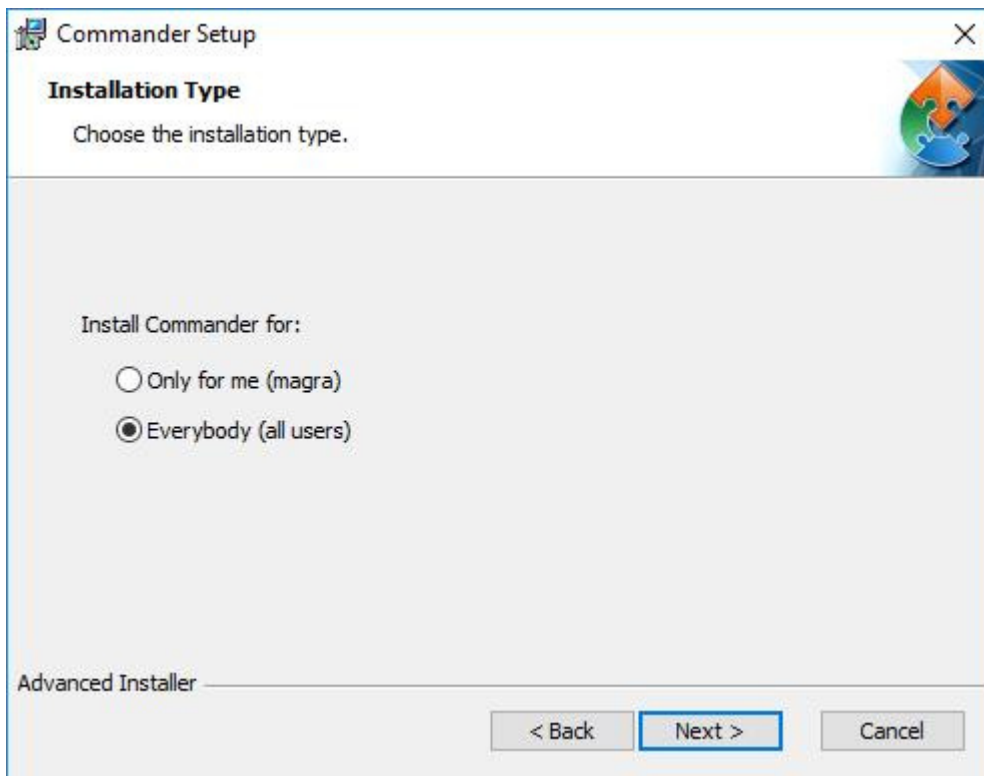 Commander Setup
Installation Type
Choose the installation type.
Install Commander for:
Only for me (magra)
Everybody (all users)
Advanced Installer
< Back Next > Cancel